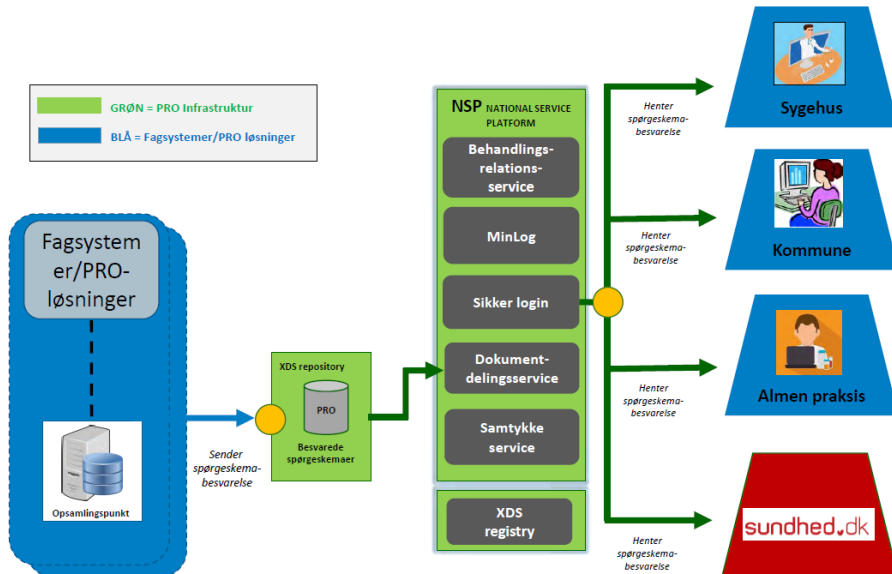 GRØN = PRO Infrastruktur
BLÅ = Fagsystemer/PRO løsninger
Fagsystem
er/PRO-
løsninger
Opsamlingspunkt
Sender
spørgeskema-
besvarelse
XDS repository
PRO
Besvarede
spørgeskemaer
NSP NATIONAL SERVICE
PLATFORM
Behandlings-
relations-
service
MinLog
Sikker login
Dokument-
delingsservice
Samtykke
service
XDS
registry
Henter
spørgeskema-
besvarelse
Sygehus
Henter
spørgeskema-
besvarelse
Kommune
Henter
spørgeskema-
besvarelse
Almen praksis
Henter
spørgeskema-
besvarelse
sundhed.dk